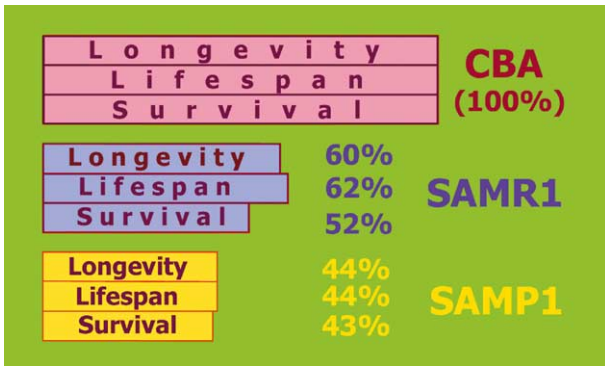 Longevity
Lifespan
Survival
CBA
(100%)
Longevity 60%
Lifespan 62%
Survival 52%
SAMR1
Longevity 44%
Lifespan 44%
Survival 43%
SAMP1